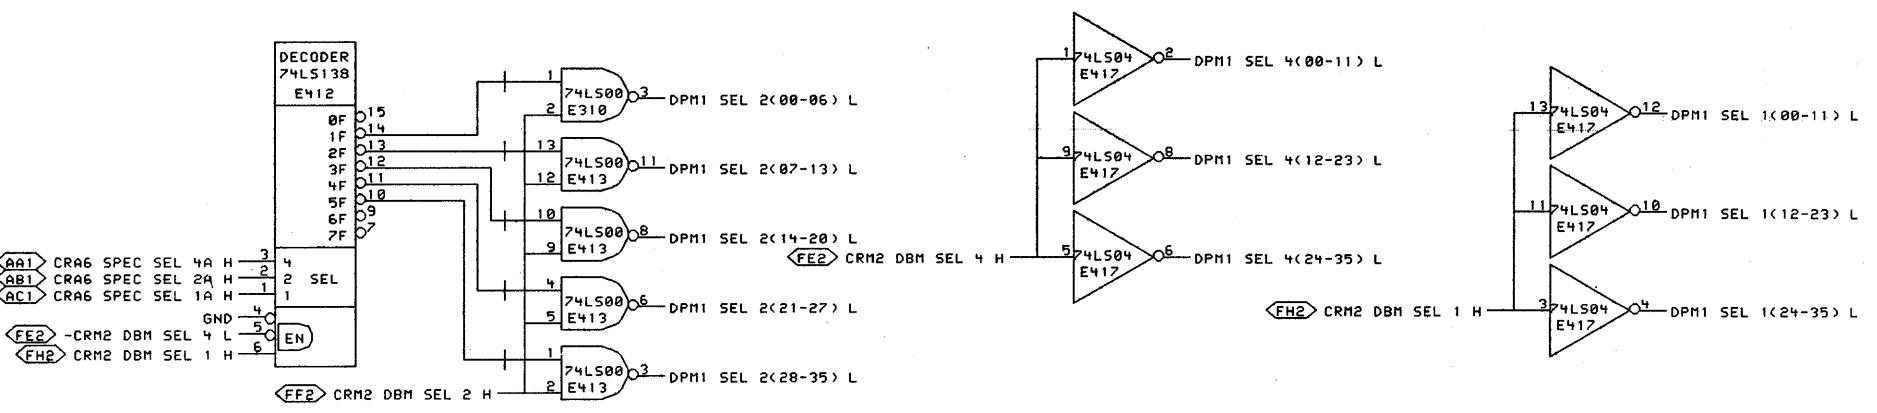 DECODER
74LS138
E412
0F 15
1F 14
2F 13
3F 12
4F 11
5F 10
6F 9
7F 7
AA1 CRA6 SPEC SEL 4A H 3 4
AB1 CRA6 SPEC SEL 2A H 2 2 SEL
AC1 CRA6 SPEC SEL 1A H 1 1
GND 4
FE2 -CRM2 DBM SEL 4 L 5 EN
FH2 CRM2 DBM SEL 1 H 6
1 74LS00 3 DPM1 SEL 2(00-06) L
2 E310
13 74LS00 11 DPM1 SEL 2(07-13) L
12 E413
10 74LS00 8 DPM1 SEL 2(14-20) L
9 E413
4 74LS00 6 DPM1 SEL 2(21-27) L
5 E413
1 74LS00 3 DPM1 SEL 2(28-35) L
2 E413
FF2 CRM2 DBM SEL 2 H
1 74LS04 2 DPM1 SEL 4(00-11) L
E417
9 74LS04 8 DPM1 SEL 4(12-23) L
E417
FE2 CRM2 DBM SEL 4 H 5 74LS04 6 DPM1 SEL 4(24-35) L
E417
13 74LS04 12 DPM1 SEL 1(00-11) L
E417
11 74LS04 10 DPM1 SEL 1(12-23) L
E417
FH2 CRM2 DBM SEL 1 H 3 74LS04 4 DPM1 SEL 1(24-35) L
E417